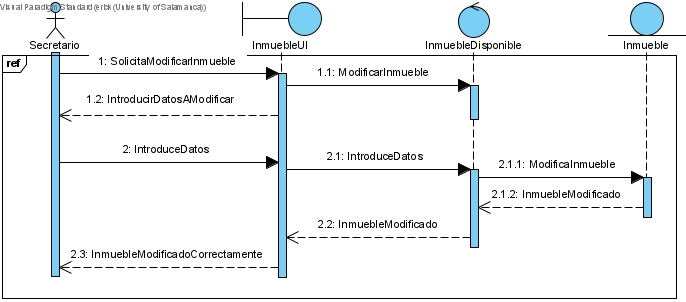 Visual Paradigm Standard (erick (University of Salamanca))
Secretario
InmuebleUI
InmuebleDisponible
Inmueble
ref
1: SolicitaModificarInmueble
1.1: ModificarInmueble
1.2: IntroducirDatosAModificar
2: IntroduceDatos
2.1: IntroduceDatos
2.1.1: ModificaInmueble
2.1.2: InmuebleModificado
2.2: InmuebleModificado
2.3: InmuebleModificadoCorrectamente